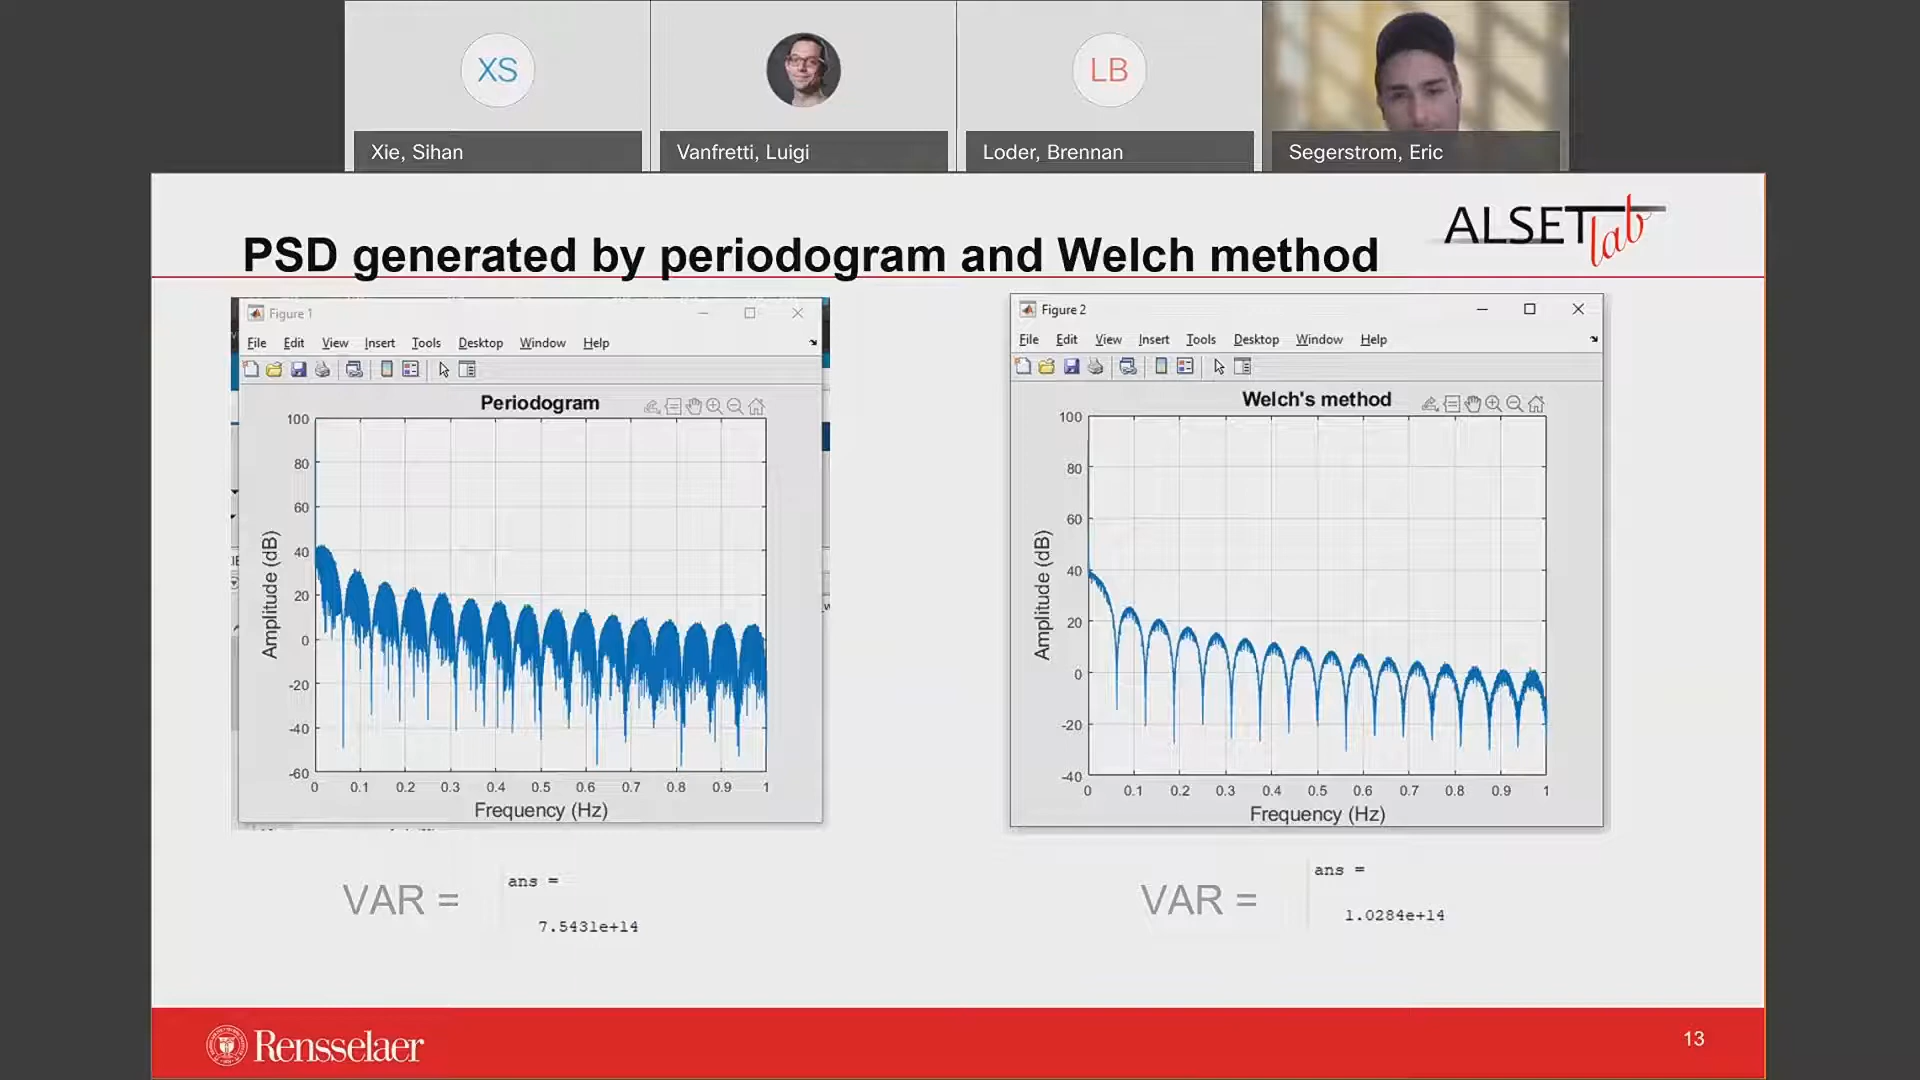 XS
LB
Xie, Sihan
Vanfretti, Luigi
Loder, Brennan
Segerstrom, Eric
ALSETlab
PSD generated by periodogram and Welch method
Figure 1
File Edit View Insert Tools Desktop Window Help
Periodogram
100
80
60
40
20
0
-20
-40
-60
Amplitude (dB)
0 0.1 0.2 0.3 0.4 0.5 0.6 0.7 0.8 0.9 1
Frequency (Hz)
Figure 2
File Edit View Insert Tools Desktop Window Help
Welch's method
100
80
60
40
20
0
-20
-40
Amplitude (dB)
0 0.1 0.2 0.3 0.4 0.5 0.6 0.7 0.8 0.9 1
Frequency (Hz)
VAR =
ans =
7.5431e+14
VAR =
ans =
1.0284e+14
Rensselaer
13